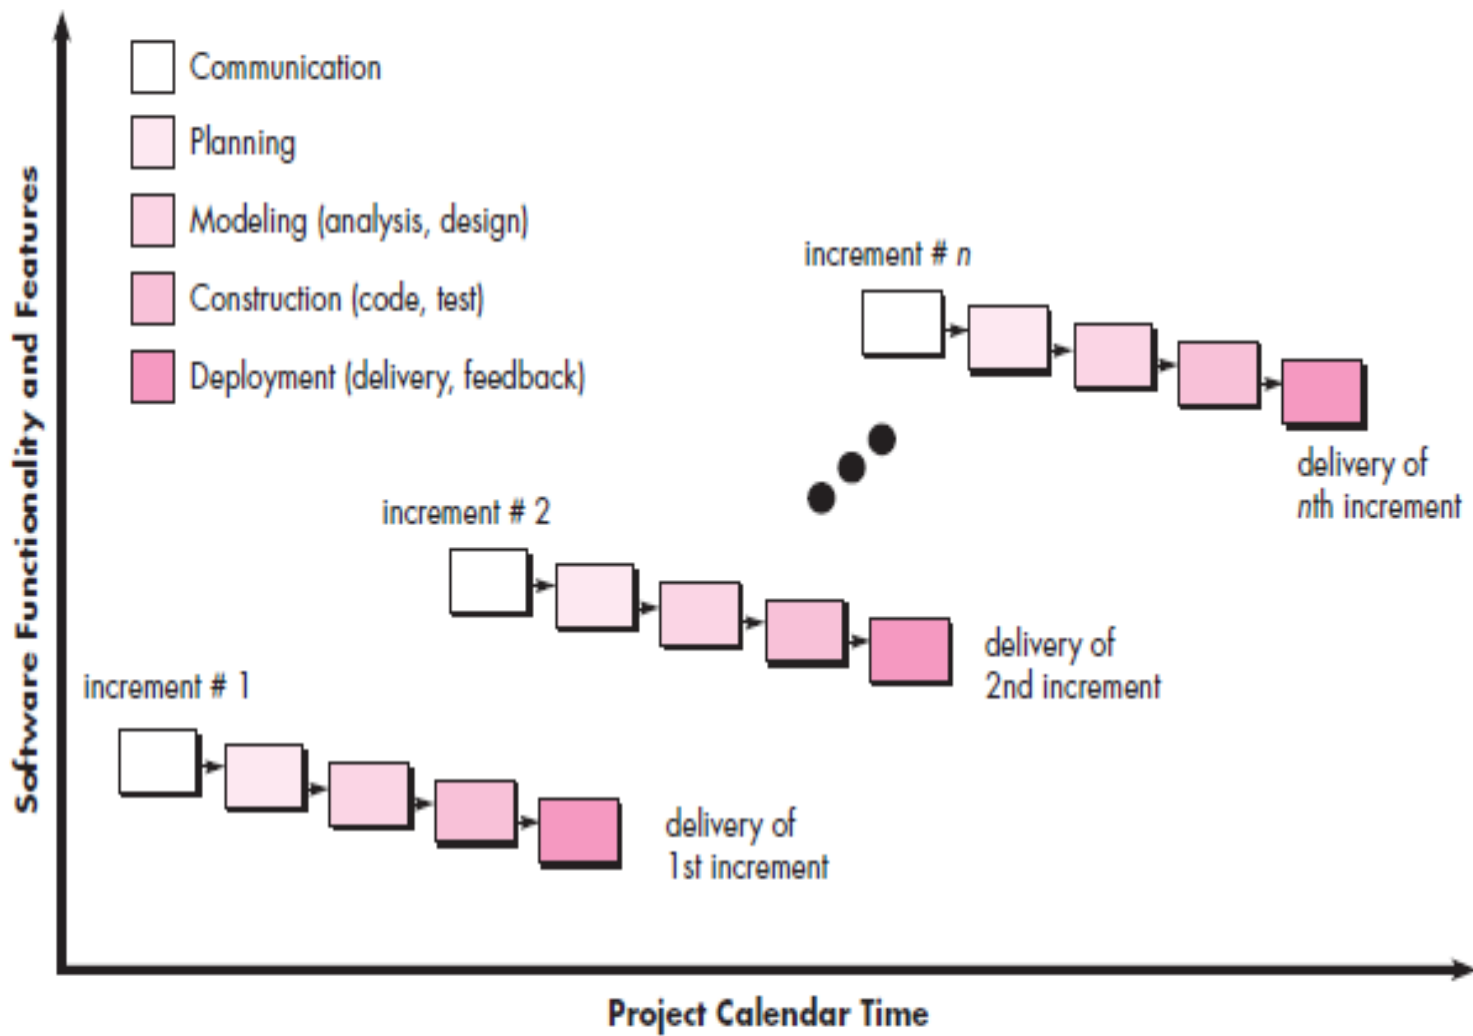 Software Functionality and Features
Communication
Planning
Modeling (analysis, design)
Construction (code, test)
Deployment (delivery, feedback)
increment # n
delivery of
nth increment
increment # 2
delivery of
2nd increment
increment # 1
delivery of
1st increment
Project Calendar Time